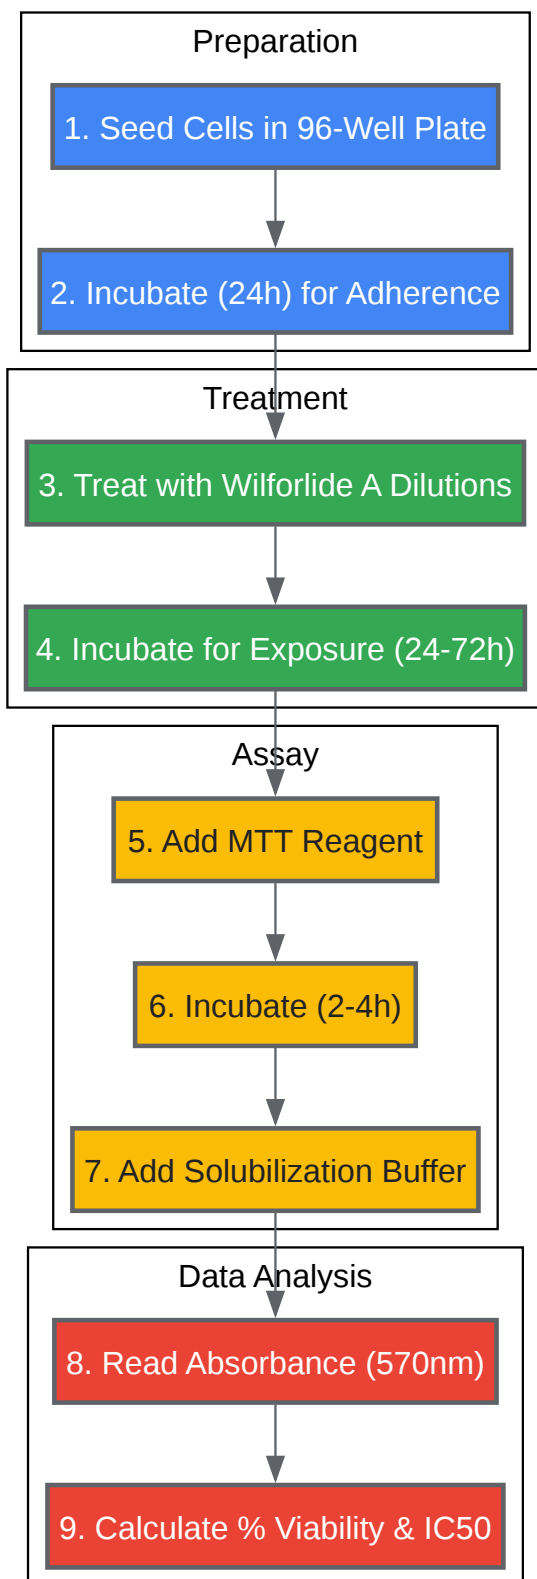 Preparation
1. Seed Cells in 96-Well Plate
2. Incubate (24h) for Adherence
Treatment
3. Treat with Wilforlide A Dilutions
4. Incubate for Exposure (24-72h)
Assay
5. Add MTT Reagent
6. Incubate (2-4h)
7. Add Solubilization Buffer
Data Analysis
8. Read Absorbance (570nm)
9. Calculate % Viability & IC50